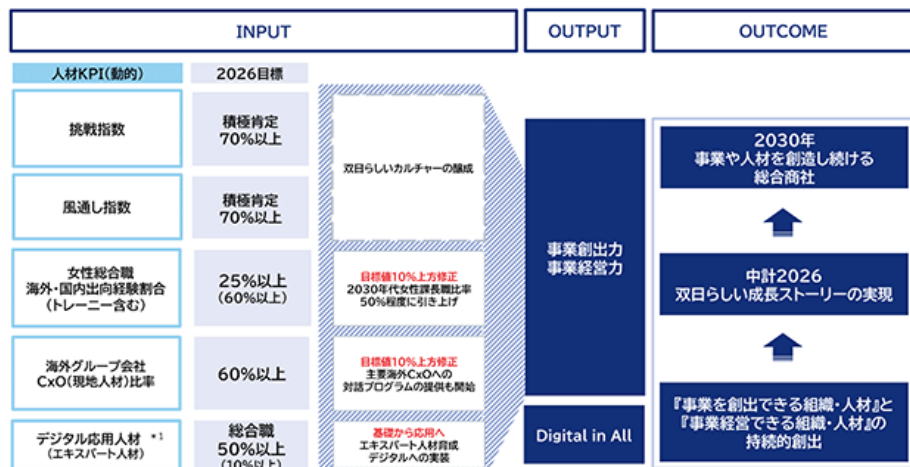 INPUT
OUTPUT
OUTCOME
人材KPI(動的)
2026目標
挑戦指数
積極肯定
70%以上
風通し指数
積極肯定
70%以上
双日らしいカルチャーの醸成
女性総合職
海外・国内出向経験割合
(トレーニー含む)
25%以上
(60%以上)
目標値10%上方修正
2030年代女性課長職比率
50%程度に引き上げ
海外グループ会社
CxO(現地人材)比率
60%以上
目標値10%上方修正
主要海外CxOへの
対話プログラムの提供も開始
デジタル応用人材 *1
(エキスパート人材)
総合職
50%以上
(10%以上)
基礎から応用へ
エキスパート人材育成
デジタルへの実装
事業創出力
事業経営力
Digital in All
2030年
事業や人材を創造し続ける
総合商社
中計2026
双日らしい成長ストーリーの実現
『事業を創出できる組織・人材』と
『事業経営できる組織・人材』の
持続的創出